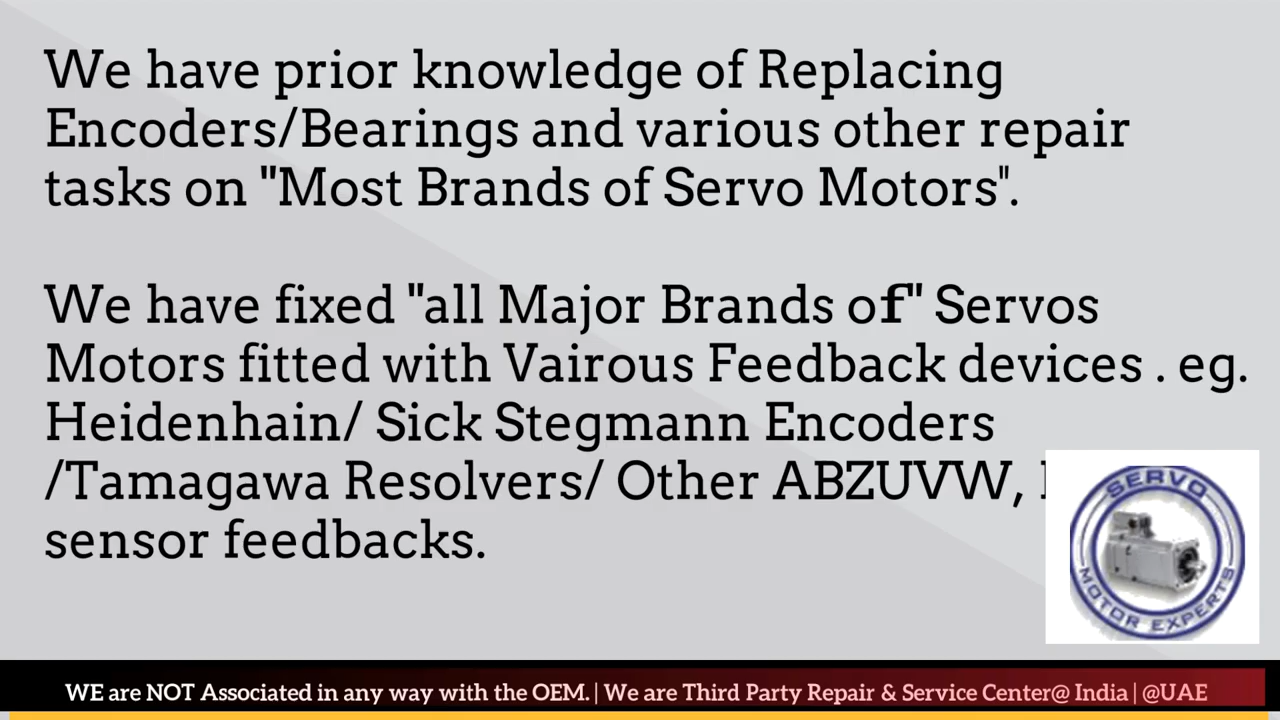 We have prior knowledge of Replacing
Encoders/Bearings and various other repair
tasks on "Most Brands of Servo Motors".
We have fixed "all Major Brands of" Servos
Motors fitted with Vairous Feedback devices . eg.
Heidenhain/ Sick Stegmann Encoders
/Tamagawa Resolvers/ Other ABZUVW,
sensor feedbacks.
SERVO
MOTOR EXPERTS
WE are NOT Associated in any way with the OEM. | We are Third Party Repair & Service Center@ India | @UAE